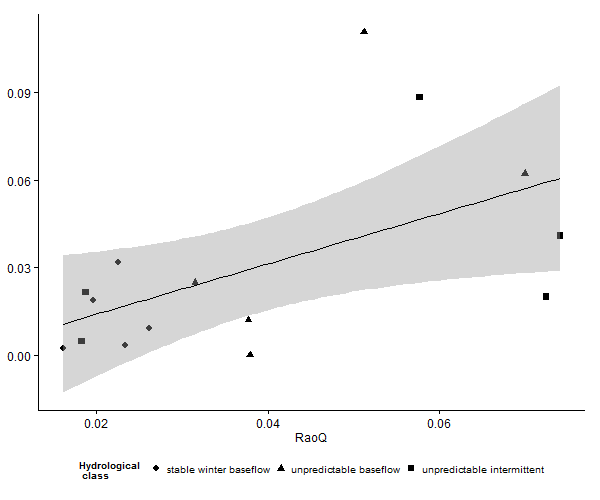 0.09
0.06
0.03
0.00
0.02 0.04 0.06
RaoQ
Hydrological
class
stable winter baseflow unpredictable baseflow unpredictable intermittent